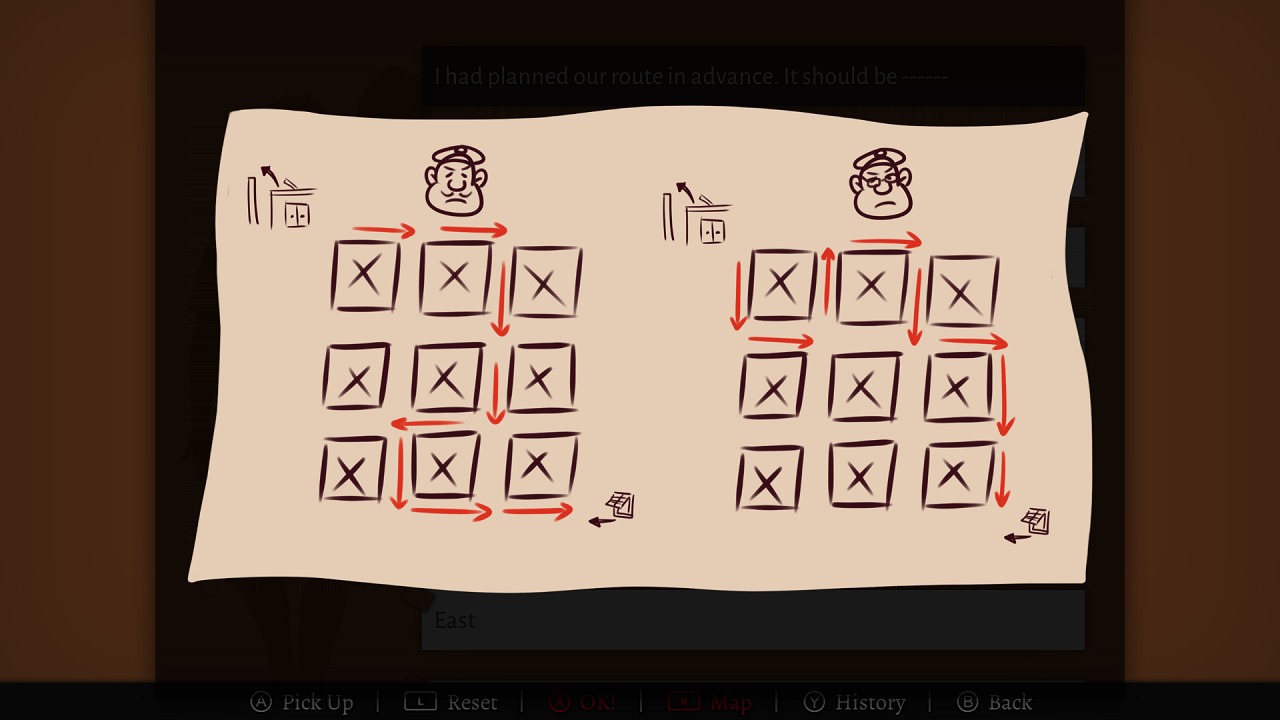 I had planned our route in advance. It should be ------
East
A Pick Up | L Reset | X OK! | R Map | Y History | B Back